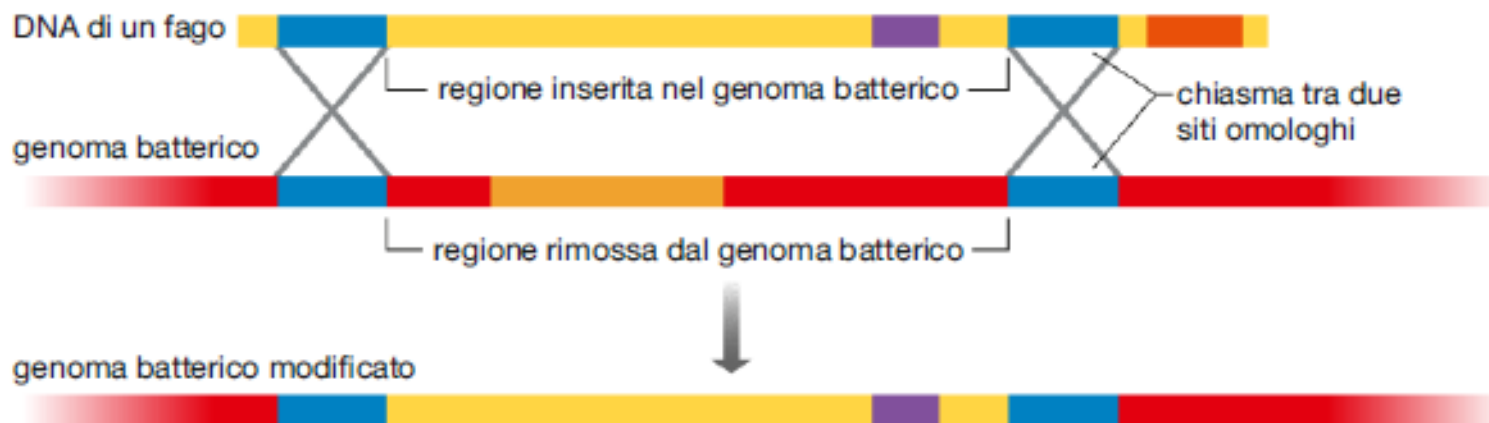 DNA di un fago
regione inserita nel genoma batterico
chiasma tra due
siti omologhi
genoma batterico
regione rimossa dal genoma batterico
genoma batterico modificato